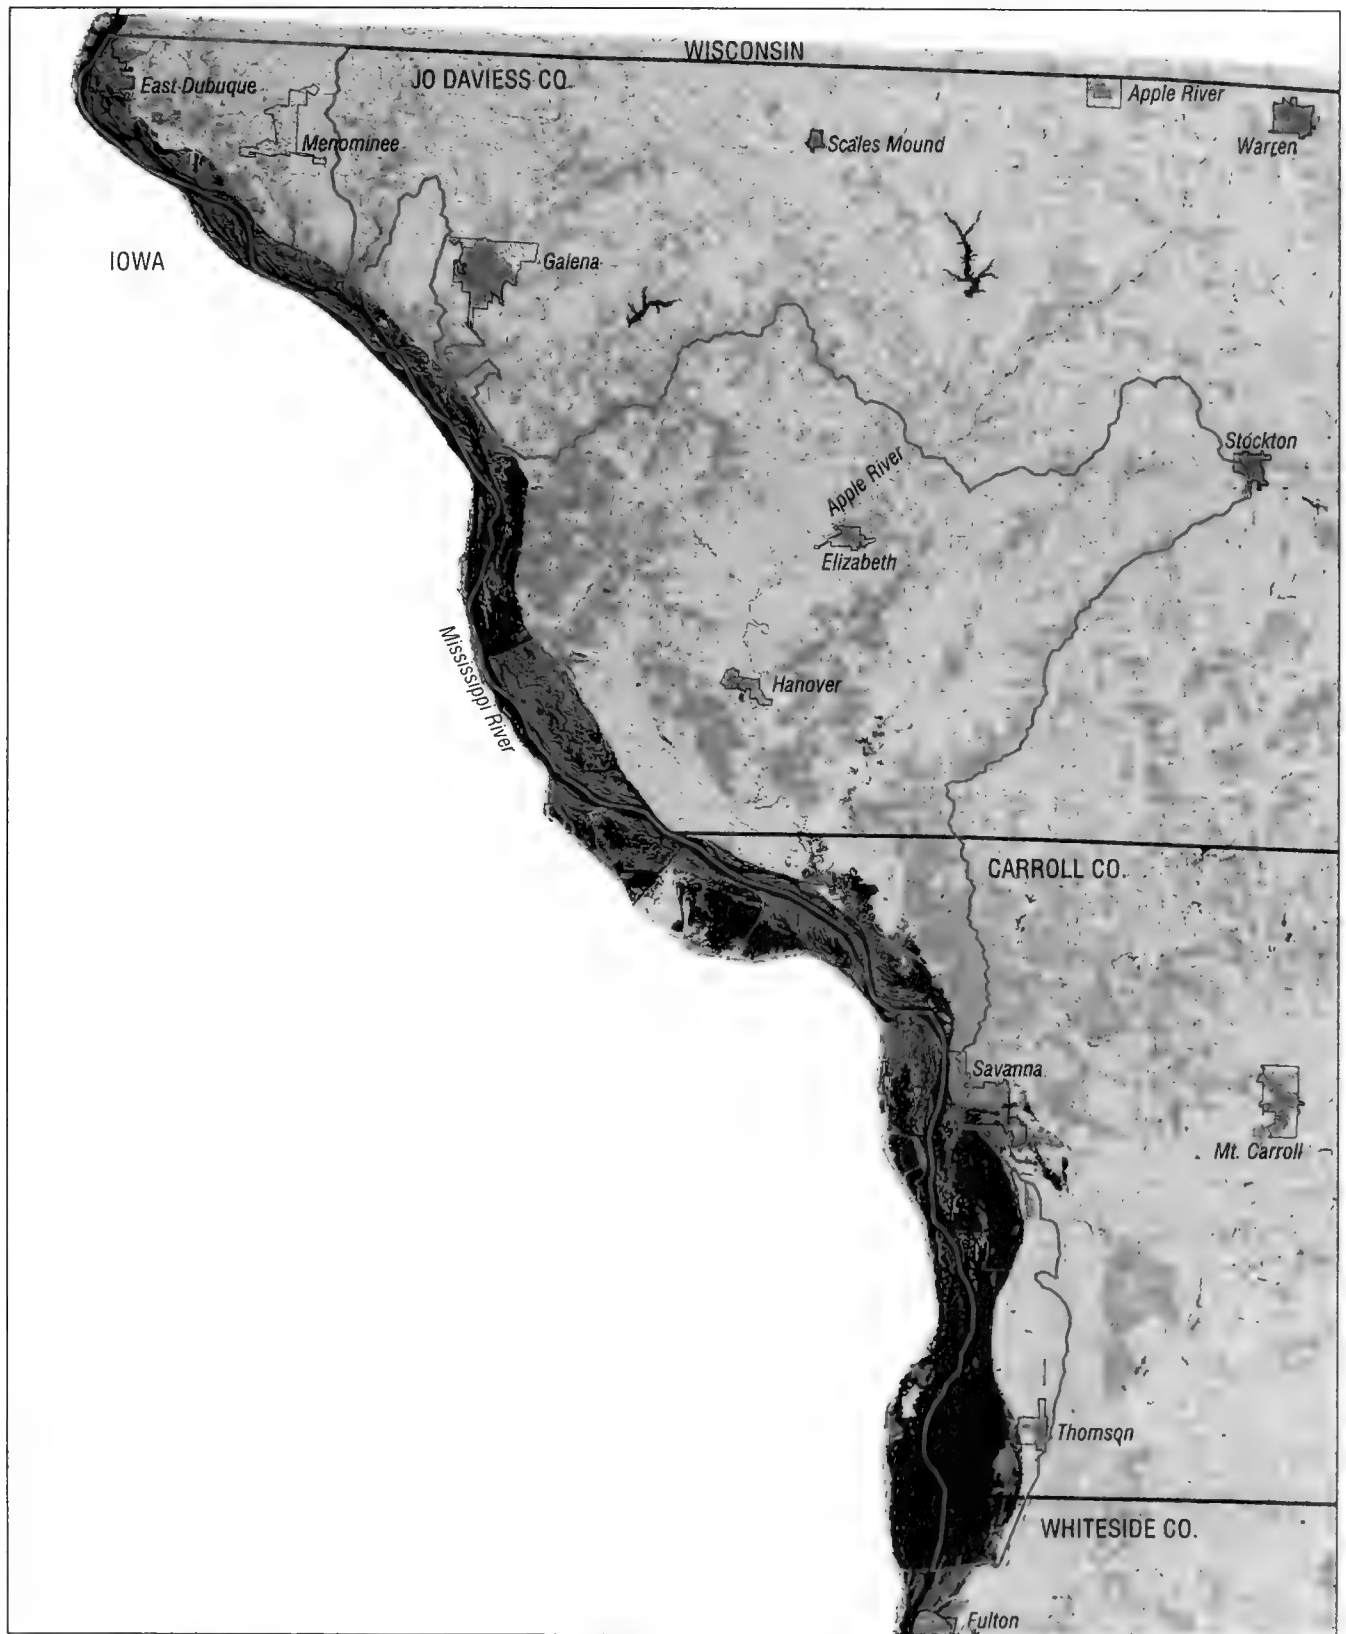 WISCONSIN
JO DAVIESS CO.
East Dubuque
Apple River
Menominee
Scales Mound
Warren
IOWA
Galena
Stockton
Apple River
Elizabeth
Mississippi River
Hanover
CARROLL CO.
Savanna
Mt. Carroll
Thomson
WHITESIDE CO.
Fulton